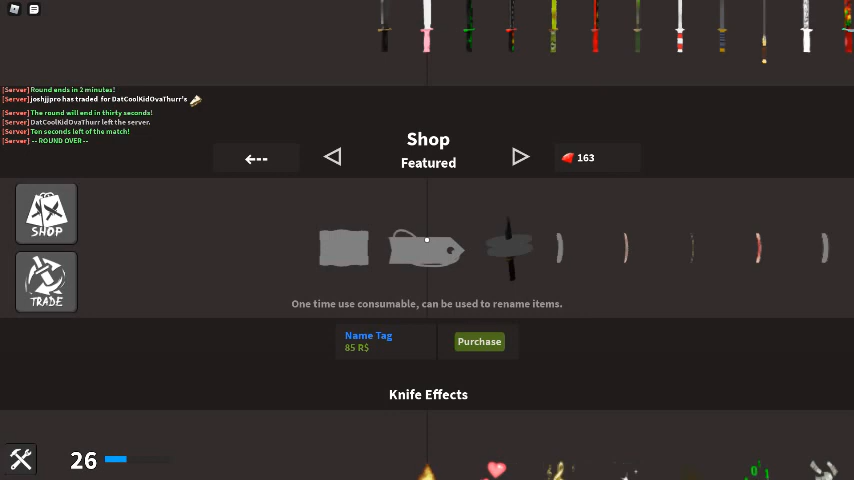 [Server] Round ends in 2 minutes!
[Server] joshjjpro has traded for DatCoolKidOvaThurr's
[Server] The round will end in thirty seconds!
[Server] DatCoolKidOvaThurr left the server.
[Server] Ten seconds left of the match!
[Server] -- ROUND OVER --
Shop
Featured
163
SHOP
TRADE
One time use consumable, can be used to rename items.
Name Tag
85 R$
Purchase
Knife Effects
26